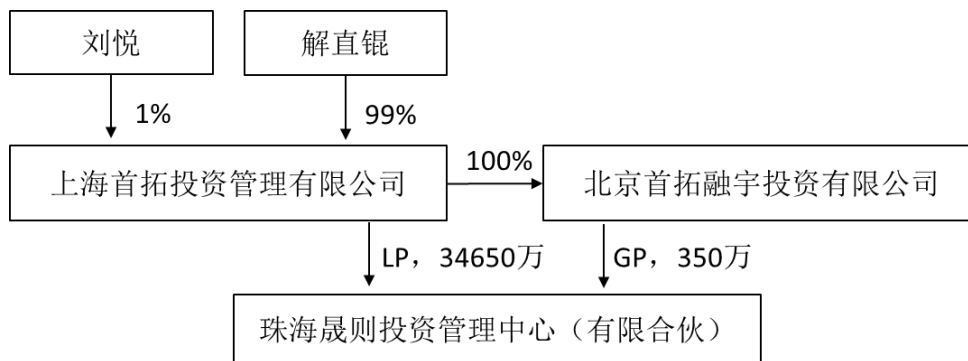 刘悦
解直锟
1%
99%
上海首拓投资管理有限公司
100%
北京首拓融宇投资有限公司
LP，34650万
GP，350万
珠海晟则投资管理中心（有限合伙）